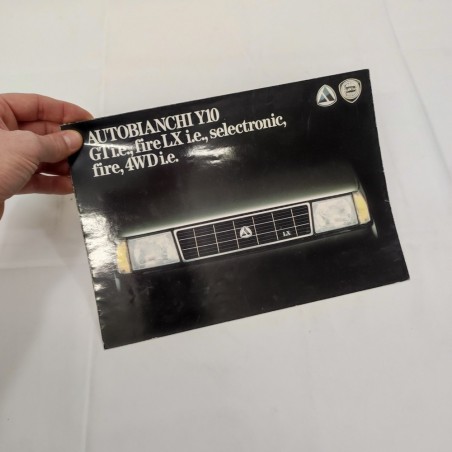 AUTOBIANCHI Y10
GT i.e., fire LX i.e., selectronic,
fire, 4WD i.e.
LX